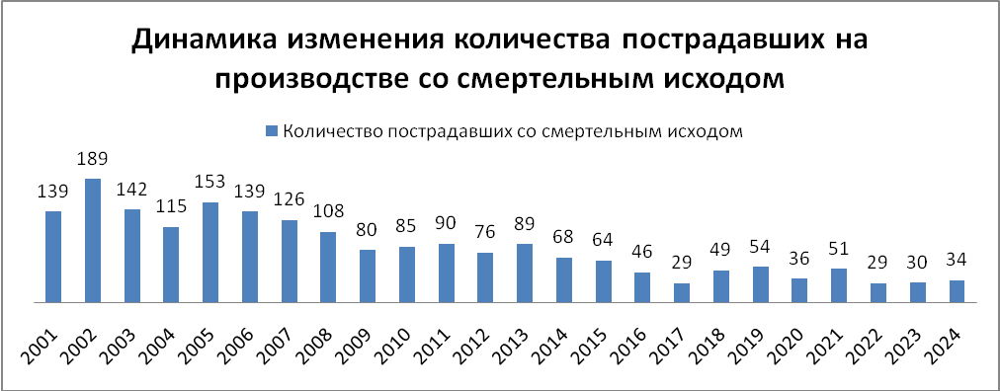 Динамика изменения количества пострадавших на
производстве со смертельным исходом
Количество пострадавших со смертельным исходом
139 189 142 115 153 139 126 108 80 85 90 76 89 68 64 46 29 49 54 36 51 29 30 34
2001 2002 2003 2004 2005 2006 2007 2008 2009 2010 2011 2012 2013 2014 2015 2016 2017 2018 2019 2020 2021 2022 2023 2024